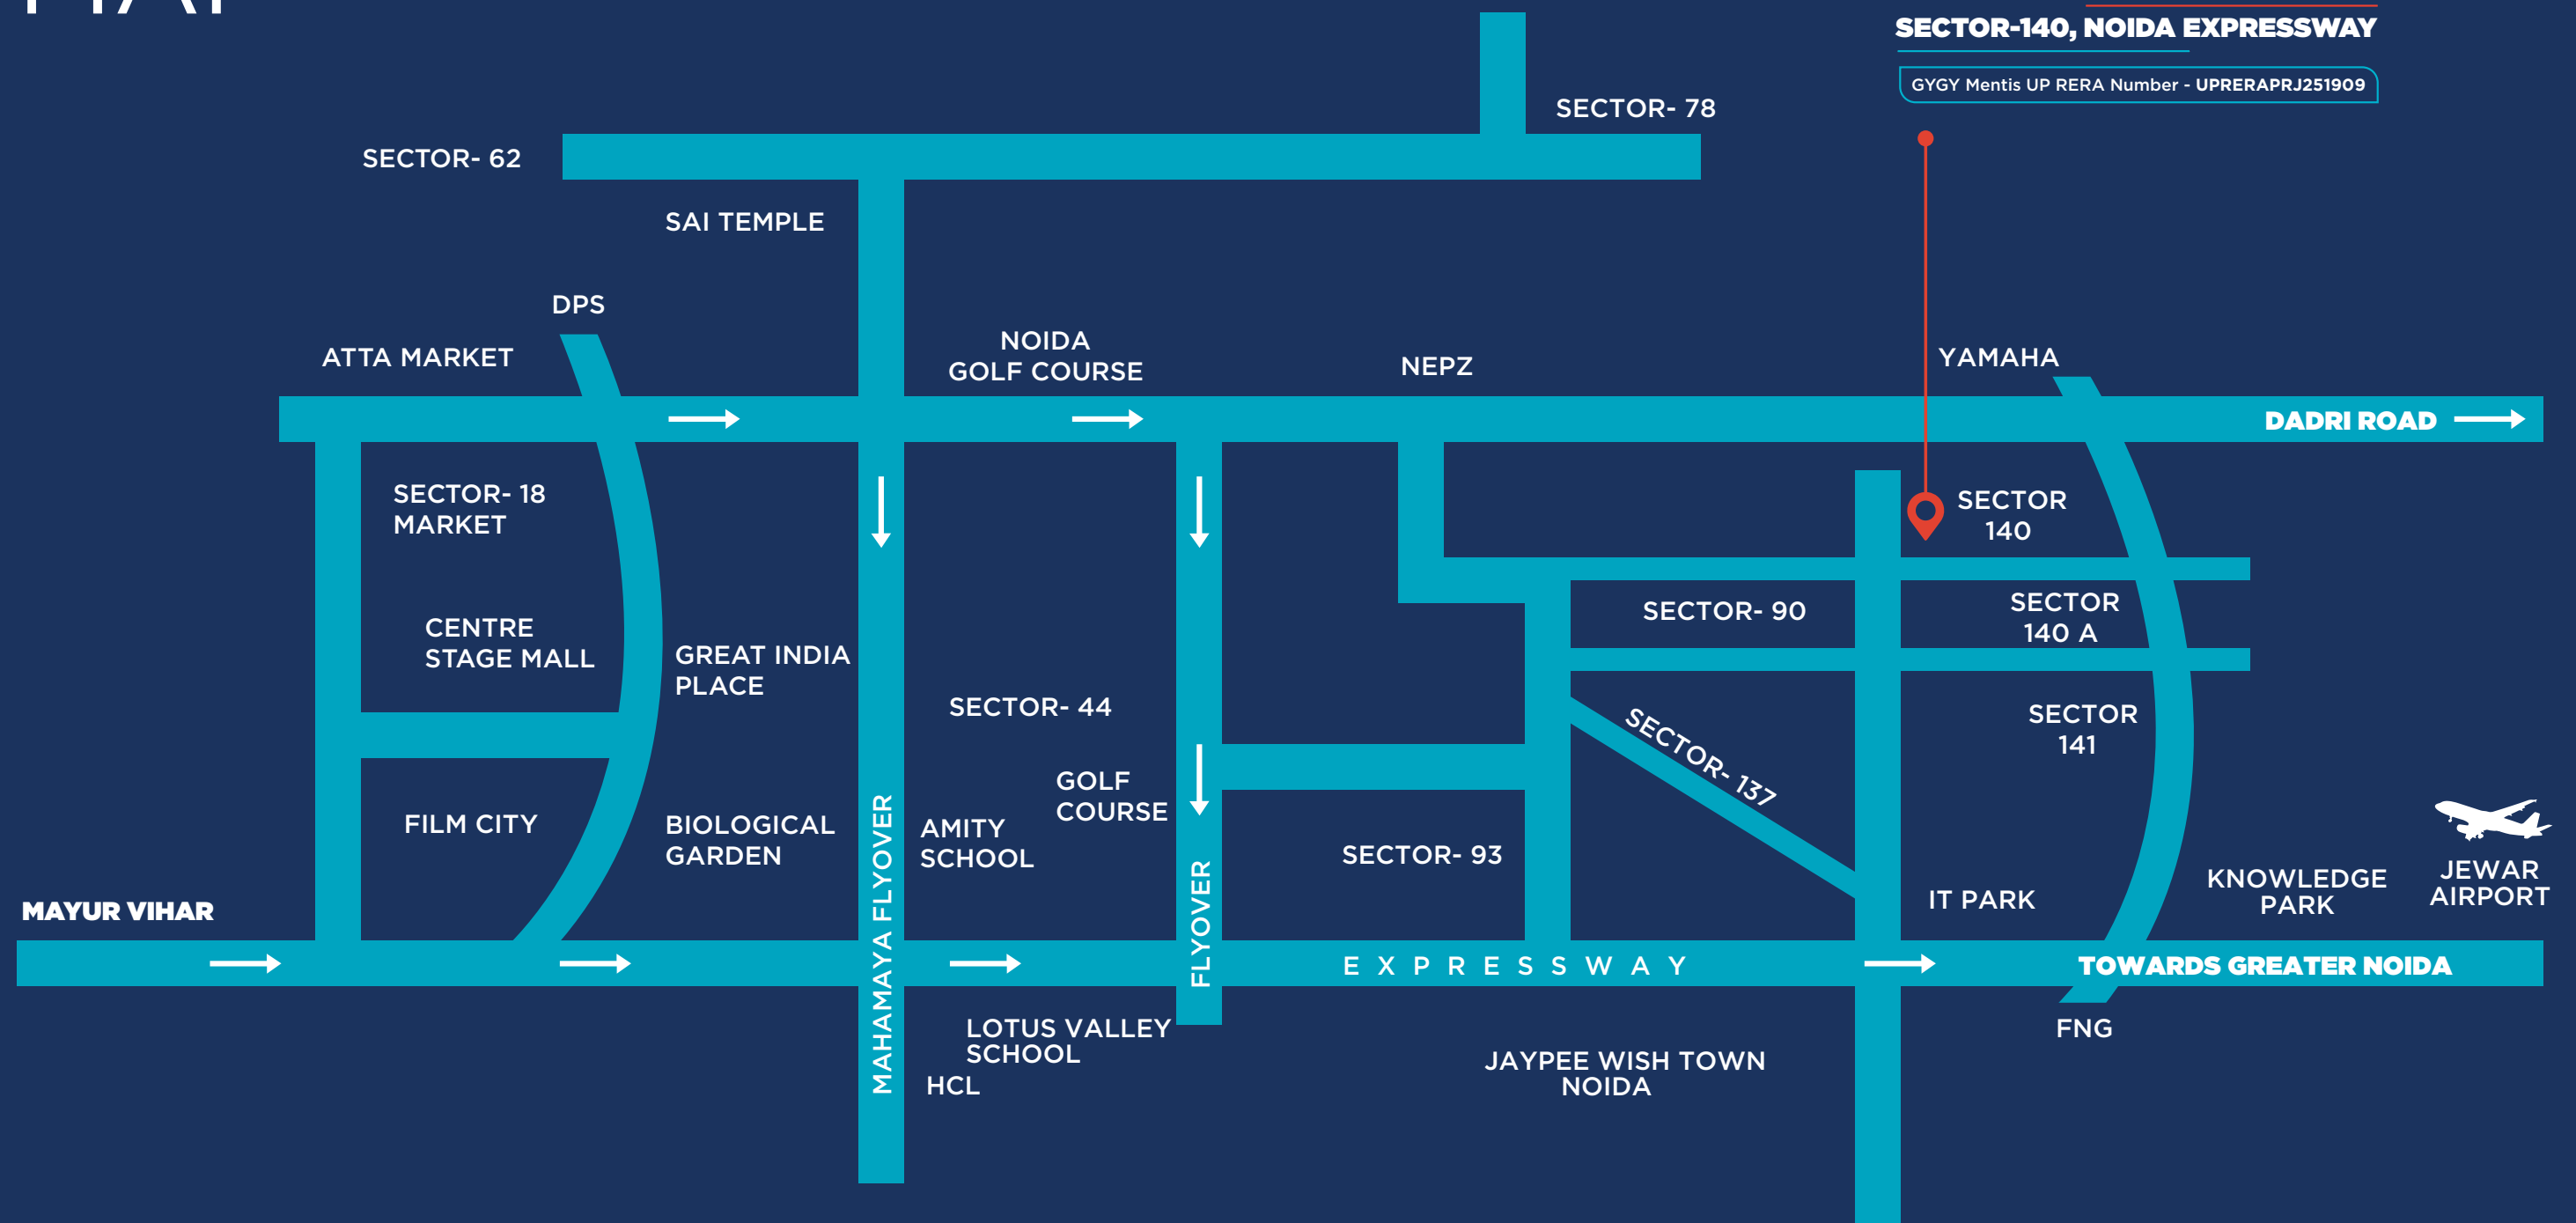 SECTOR-140, NOIDA EXPRESSWAY
GYGY Mentis UP RERA Number - UPRERAPRJ251909
SECTOR- 78
SECTOR- 62
SAI TEMPLE
DPS
ATTA MARKET
NOIDA
GOLF COURSE
NEPZ
YAMAHA
DADRI ROAD
SECTOR- 18
MARKET
SECTOR
140
CENTRE
STAGE MALL
GREAT INDIA
PLACE
SECTOR- 90
SECTOR
140 A
SECTOR- 44
SECTOR- 137
SECTOR
141
GOLF
COURSE
FILM CITY
BIOLOGICAL
GARDEN
MAHAMAYA FLYOVER
AMITY
SCHOOL
FLYOVER
SECTOR- 93
IT PARK
KNOWLEDGE
PARK
JEWAR
AIRPORT
MAYUR VIHAR
EXPRESSWAY
TOWARDS GREATER NOIDA
LOTUS VALLEY
SCHOOL
HCL
JAYPEE WISH TOWN
NOIDA
FNG